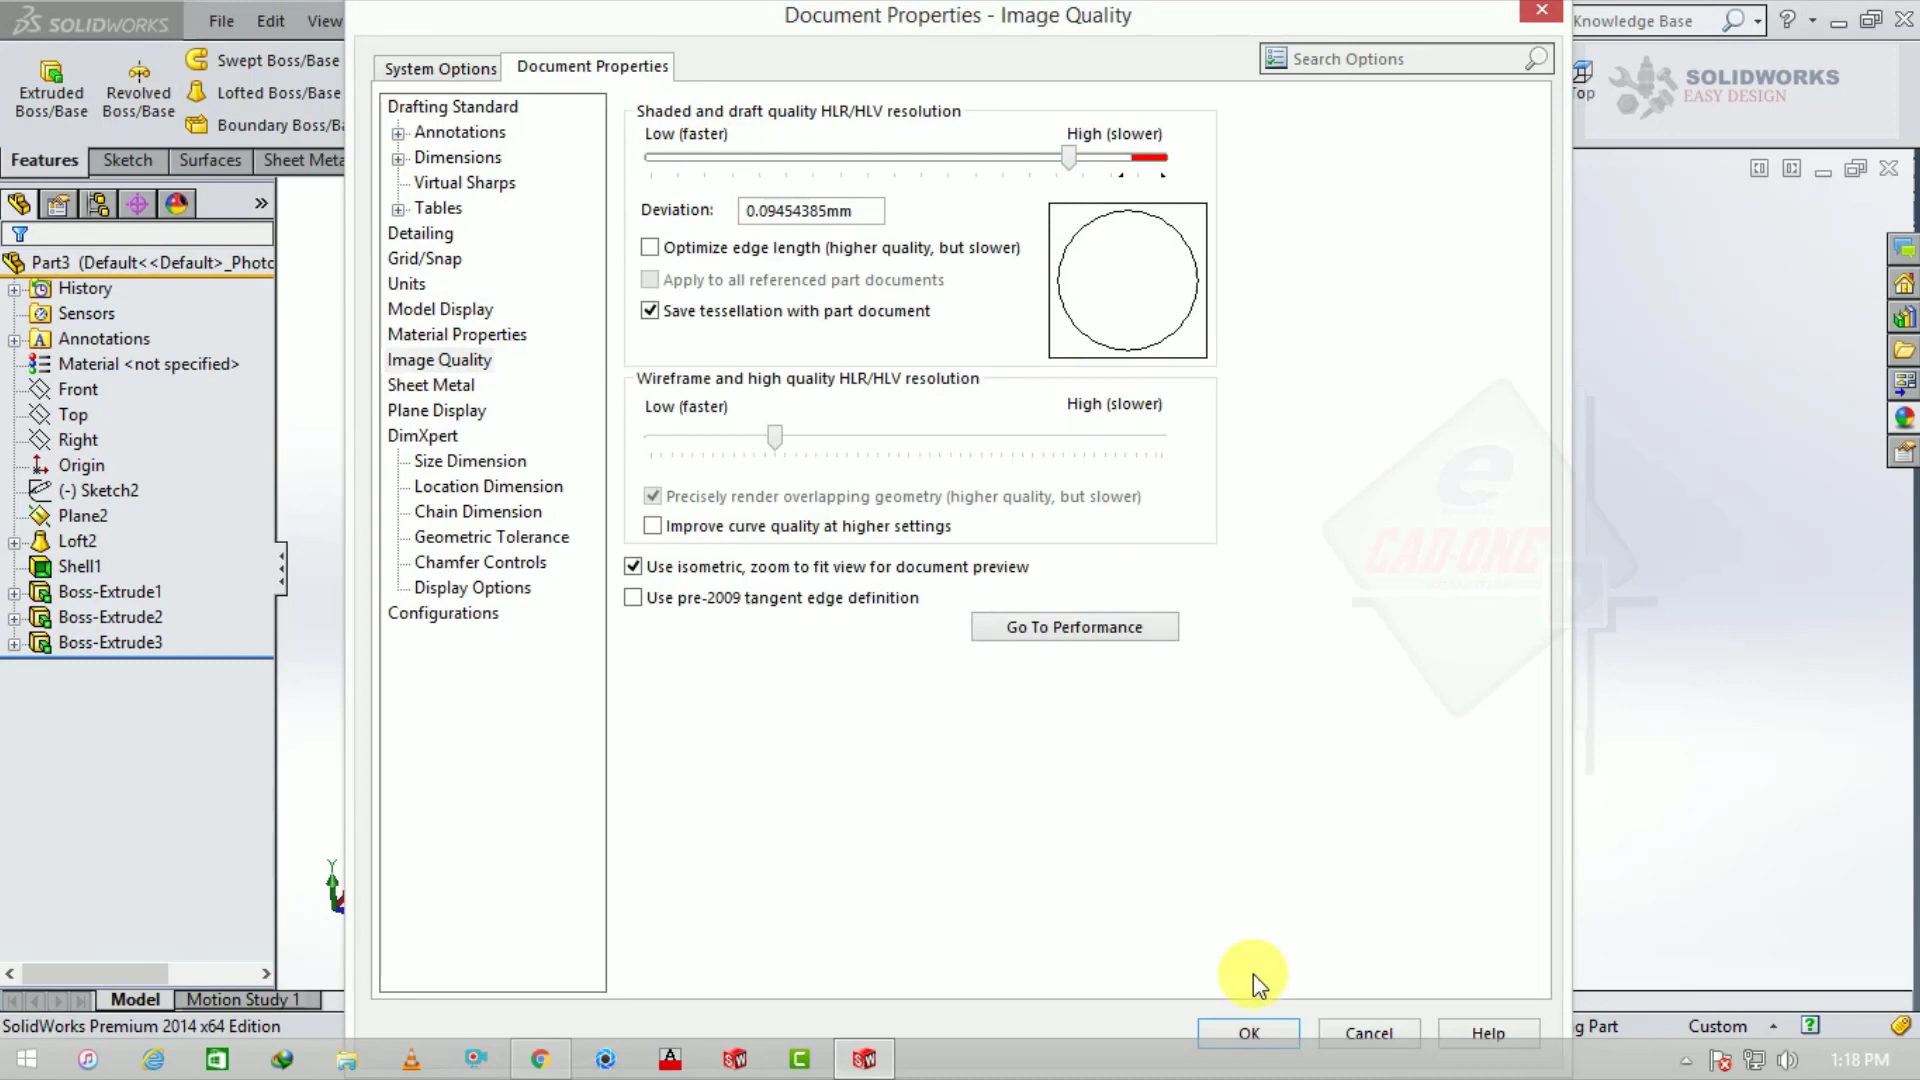 Document Properties - Image Quality
SOLIDWORKS
File
Edit
View
Knowledge Base
Extruded Boss/Base
Revolved Boss/Base
Swept Boss/Base
Lofted Boss/Base
Boundary Boss/Ba
SOLIDWORKS
EASY DESIGN
Features
Sketch
Surfaces
Sheet Meta
System Options
Document Properties
Search Options
Part3 (Default<<Default>_Photo
History
Sensors
Annotations
Material <not specified>
Front
Top
Right
Origin
(-) Sketch2
Plane2
Loft2
Shell1
Boss-Extrude1
Boss-Extrude2
Boss-Extrude3
Drafting Standard
Annotations
Dimensions
Virtual Sharps
Tables
Detailing
Grid/Snap
Units
Model Display
Material Properties
Image Quality
Sheet Metal
Plane Display
DimXpert
Size Dimension
Location Dimension
Chain Dimension
Geometric Tolerance
Chamfer Controls
Display Options
Configurations
Shaded and draft quality HLR/HLV resolution
Low (faster)
High (slower)
Deviation:
0.09454385mm
Optimize edge length (higher quality, but slower)
Apply to all referenced part documents
Save tessellation with part document
Wireframe and high quality HLR/HLV resolution
Low (faster)
High (slower)
Precisely render overlapping geometry (higher quality, but slower)
Improve curve quality at higher settings
Use isometric, zoom to fit view for document preview
Use pre-2009 tangent edge definition
Go To Performance
CAD-ONE
OK
Cancel
Help
Model
Motion Study 1
SolidWorks Premium 2014 x64 Edition
g Part
Custom
1:18 PM